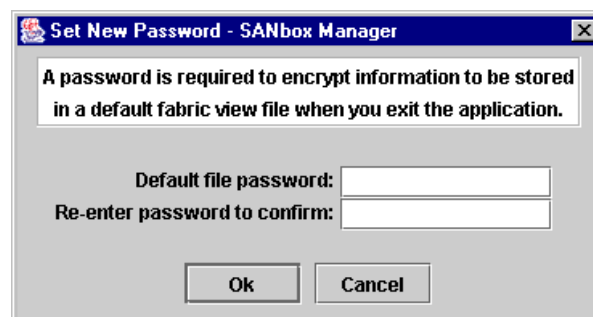 Set New Password - SANbox Manager
A password is required to encrypt information to be stored
in a default fabric view file when you exit the application.
Default file password:
Re-enter password to confirm:
Ok
Cancel